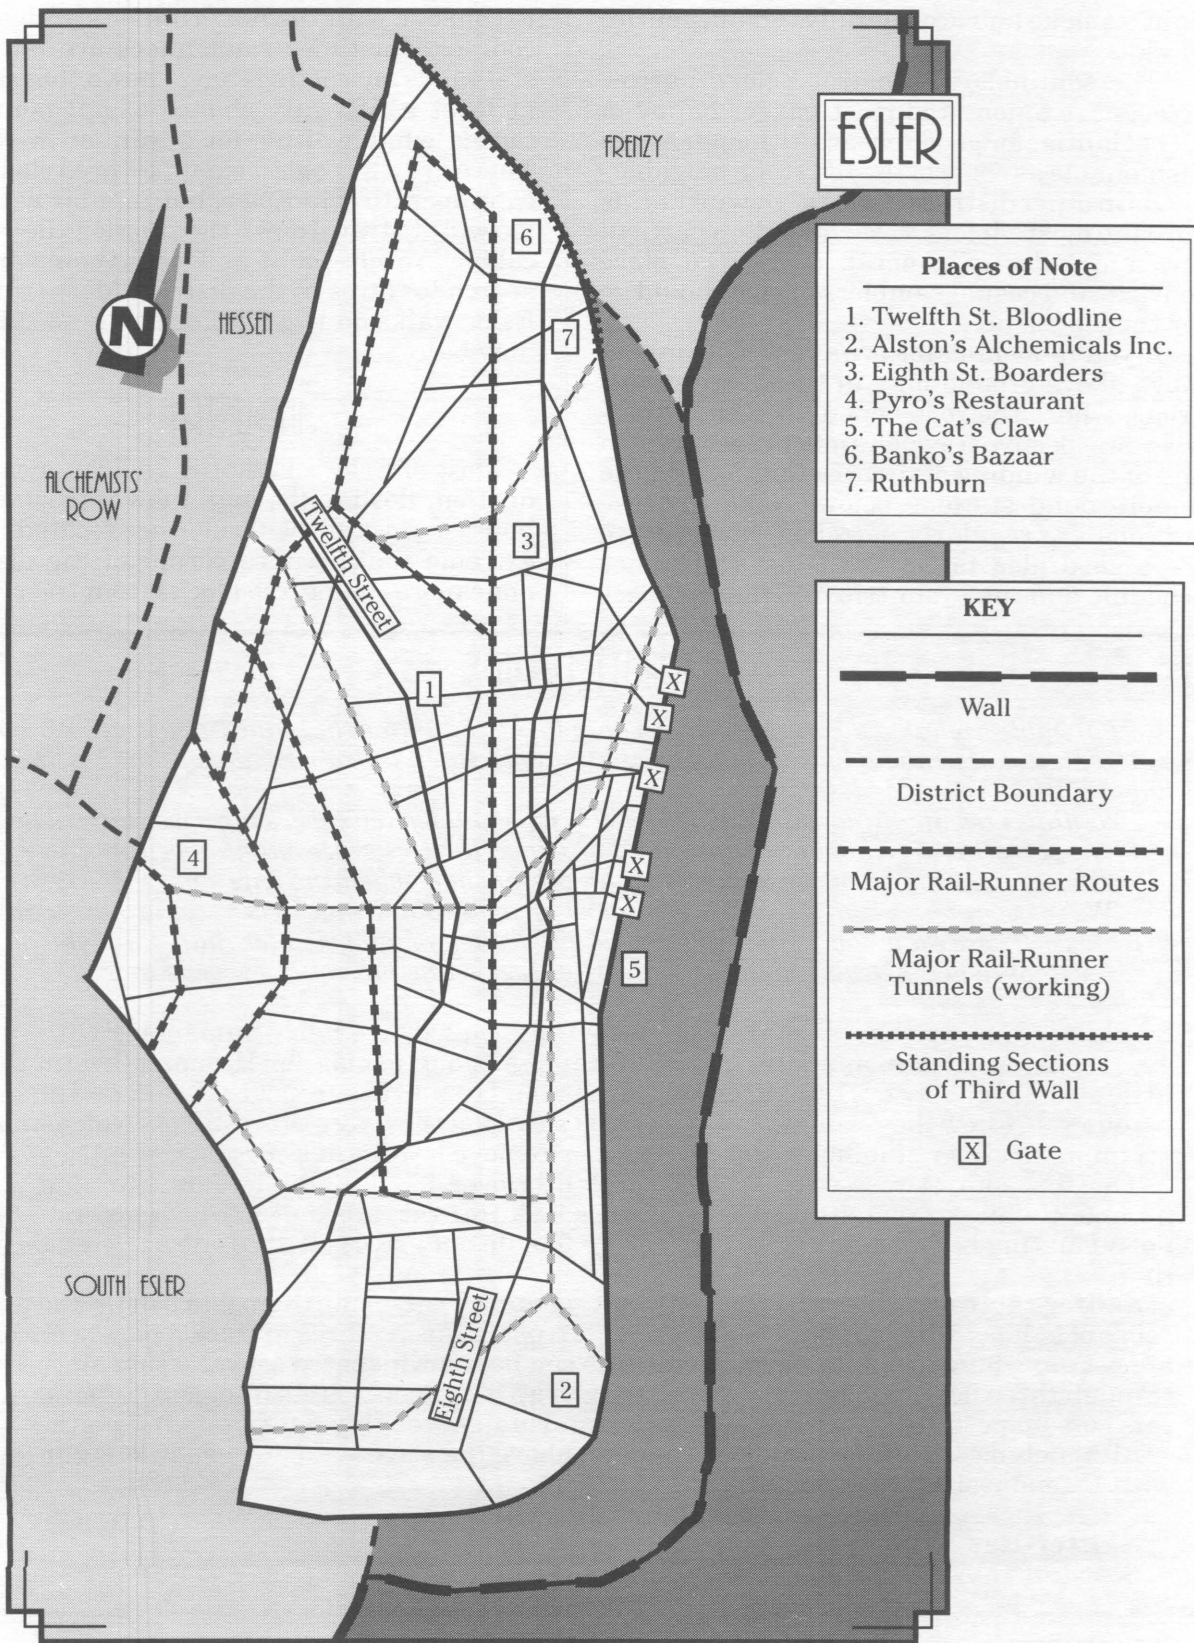 FRENZY
ESLER
N
HESSEN
ALCHEMISTS'
ROW
SOUTH ESLER
Twelfth Street
Eighth Street
6
7
3
1
4
5
2
X
X
X
X
X
Places of Note
1. Twelfth St. Bloodline
2. Alston's Alchemicals Inc.
3. Eighth St. Boarders
4. Pyro's Restaurant
5. The Cat's Claw
6. Banko's Bazaar
7. Ruthburn
KEY
Wall
District Boundary
Major Rail-Runner Routes
Major Rail-Runner
Tunnels (working)
Standing Sections
of Third Wall
X Gate